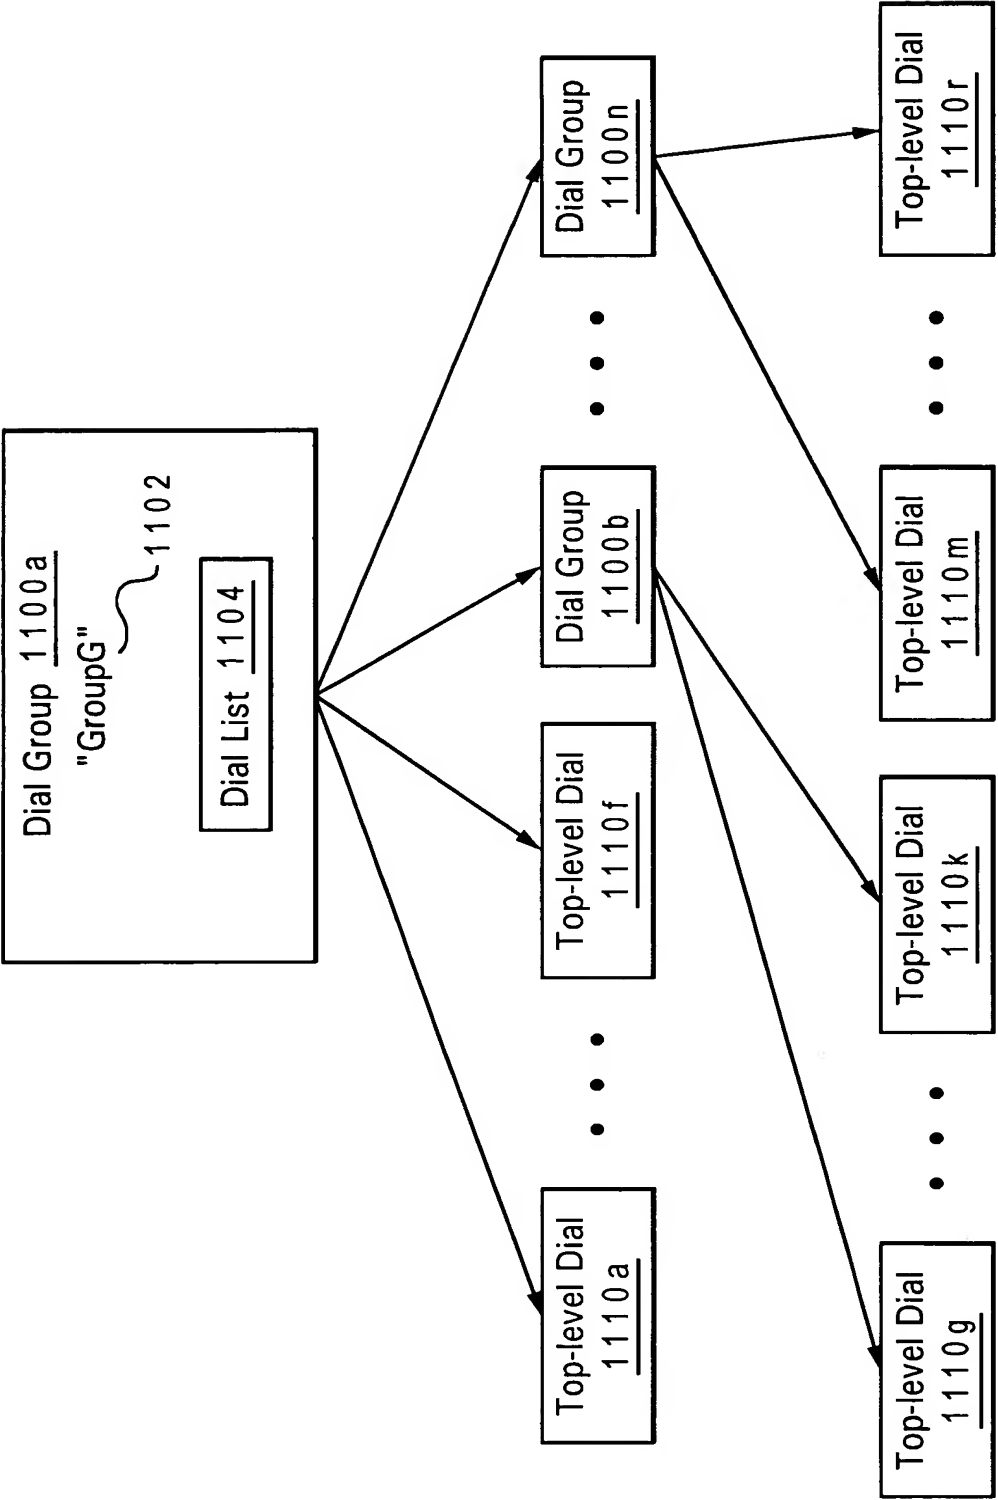 Dial Group 1100a
"GroupG"
1102
Dial List 1104
Top-level Dial
1110a
Top-level Dial
1110f
Dial Group
1100b
Dial Group
1100n
Top-level Dial
1110g
Top-level Dial
1110k
Top-level Dial
1110m
Top-level Dial
1110r